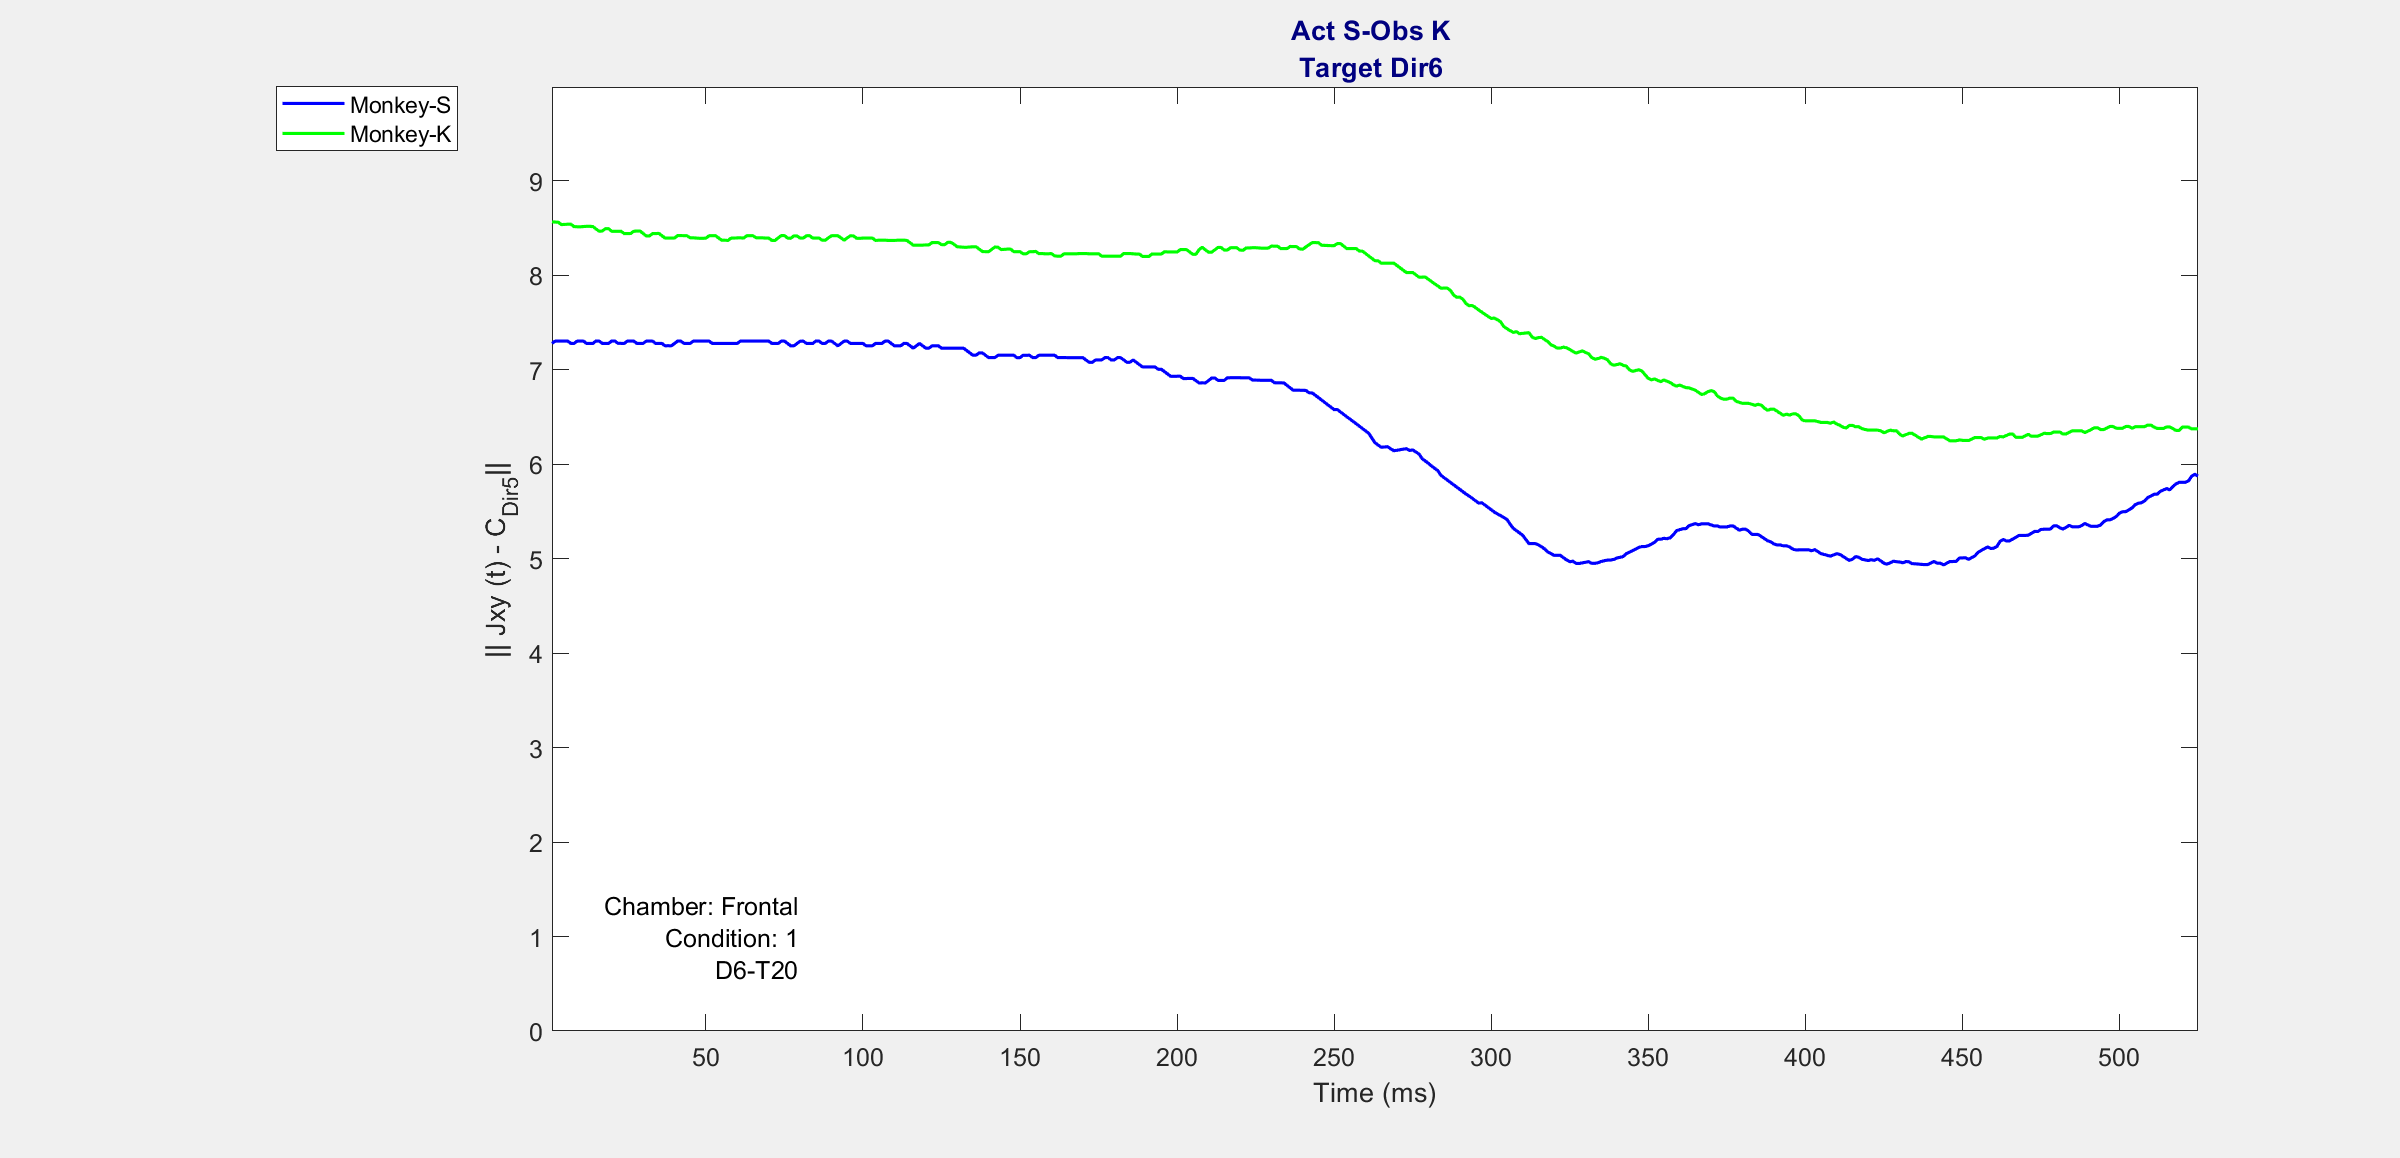 Act S-Obs K
Target Dir6
Monkey-S
Monkey-K
9
8
7
6
5
4
3
2
1
0
|| Jxy (t) - C_Dir5||
Chamber: Frontal
Condition: 1
D6-T20
50 100 150 200 250 300 350 400 450 500
Time (ms)